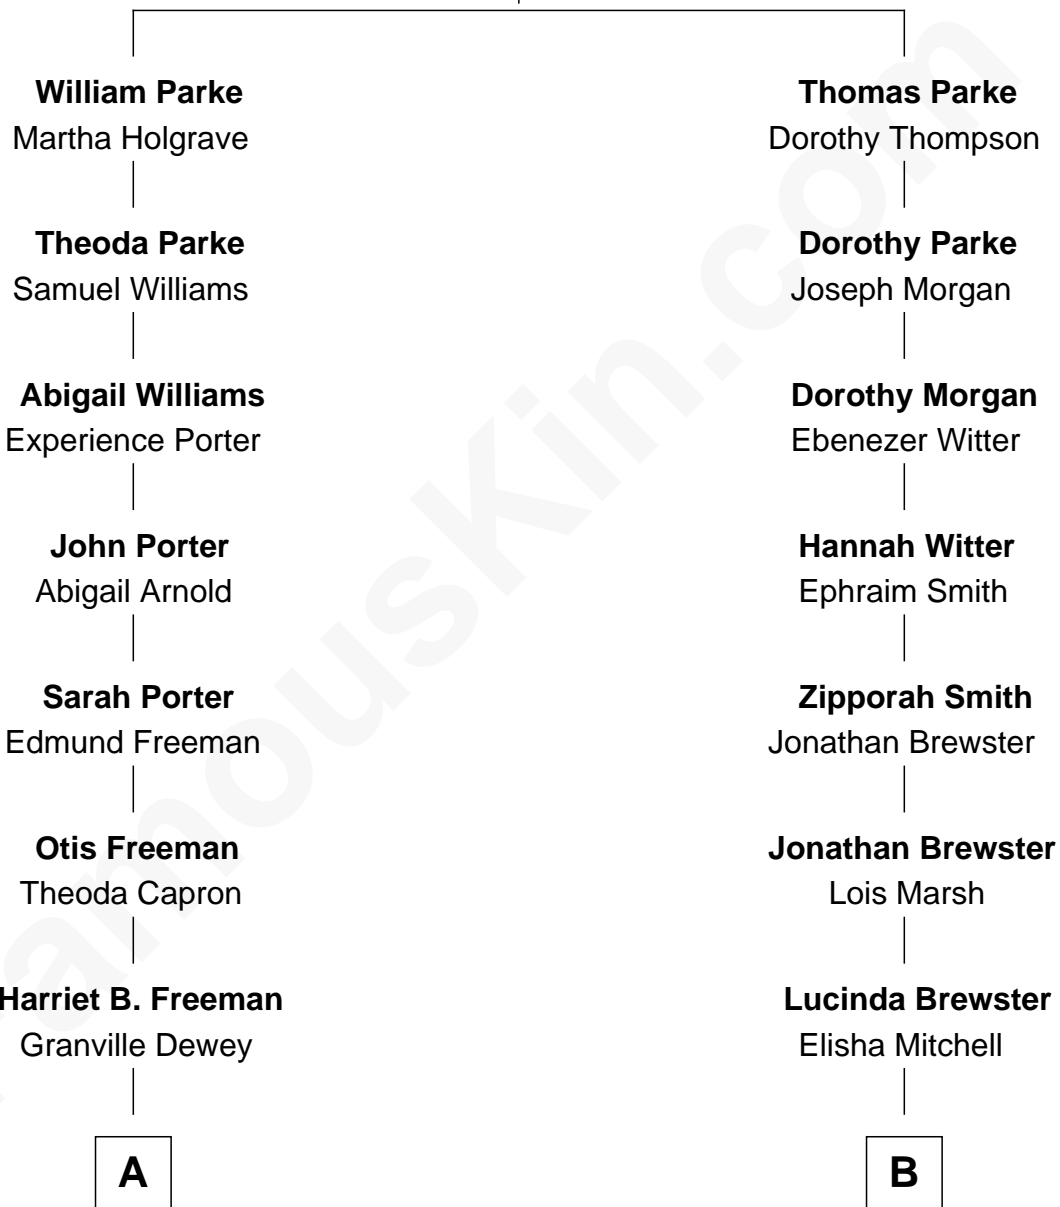 William Parke
Martha Holgrave
Thomas Parke
Dorothy Thompson
Theoda Parke
Samuel Williams
Dorothy Parke
Joseph Morgan
Abigail Williams
Experience Porter
Dorothy Morgan
Ebenezer Witter
John Porter
Abigail Arnold
Hannah Witter
Ephraim Smith
Sarah Porter
Edmund Freeman
Zipporah Smith
Jonathan Brewster
Otis Freeman
Theoda Capron
Jonathan Brewster
Lois Marsh
Harriet B. Freeman
Granville Dewey
Lucinda Brewster
Elisha Mitchell
A
B
FamousKin.com